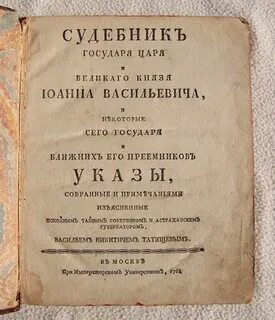 СУДЕБНИКЪ
ГОСУДАРЯ ЦАРЯ
И
ВЕЛИКАГО КНЯЗЯ
ІОАННА ВАСИЛЬЕВИЧА,
И
НѢКОТОРЫЕ
СЕГО ГОСУДАРЯ
И
БЛИЖНИХЪ ЕГО ПРЕЕМНИКОВЪ
УКАЗЫ,
СОБРАННЫЕ И ПРИМѢЧАНІЯМИ
ИЗЪЯСНЕННЫЕ
ПОКОЙНЫМЪ ТАЙНЫМЪ СОВѢТНИКОМЪ И АСТРАХАНСКИМЪ
ГУБЕРНАТОРОМЪ,
ВАСИЛЬЕМЪ НИКИТИЧЕМЪ ТАТИЩЕВЫМЪ.
ВЪ МОСКВѢ
При Императорскомъ Университетѣ, 1768.